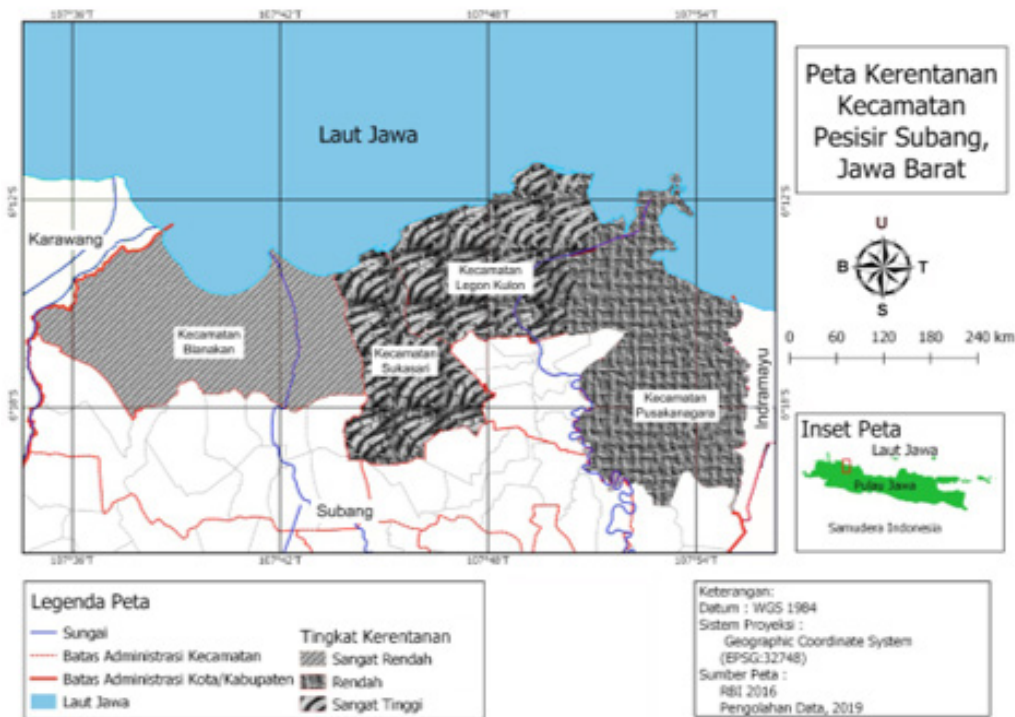 107°36'E
107°42'E
107°48'E
107°54'E
Laut Jawa
6°12'S
6°12'S
Karawang
Kecamatan
Legon Kulon
Kecamatan
Blanakan
Kecamatan
Sukasari
Kecamatan
Pusakanagara
Indramayu
6°18'S
6°18'S
Subang
107°36'E
107°42'E
107°48'E
107°54'E
Peta Kerentanan
Kecamatan
Pesisir Subang,
Jawa Barat
U
B T
S
0 60 120 180 240 km
Inset Peta
Laut Jawa
Pulau Jawa
Samudera Indonesia
Legenda Peta
Sungai
Batas Administrasi Kecamatan
Batas Administrasi Kota/Kabupaten
Laut Jawa
Tingkat Kerentanan
Sangat Rendah
Rendah
Sangat Tinggi
Keterangan:
Datum : WGS 1984
Sistem Proyeksi :
Geographic Coordinate System
(EPSG:32748)
Sumber Peta :
RBI 2016
Pengolahan Data, 2019